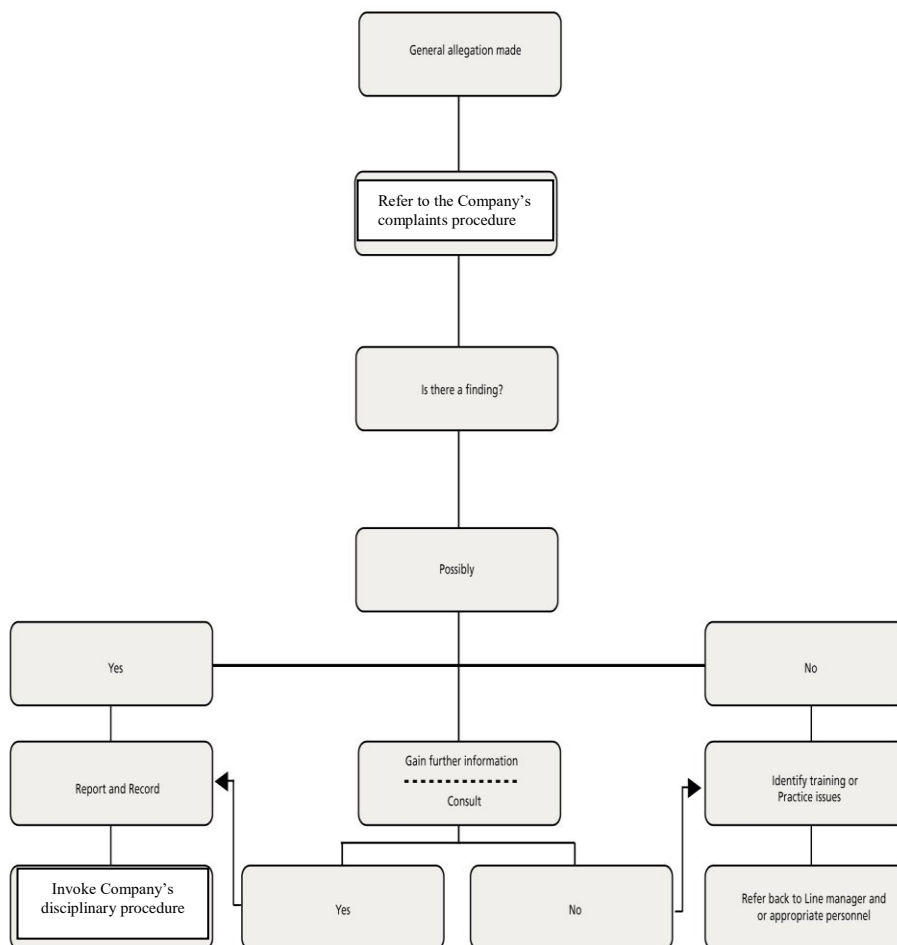 General allegation made
Refer to the Company's
complaints procedure
Is there a finding?
Possibly
Yes
No
Report and Record
Gain further information
Consult
Identify training or
Practice issues
Invoke Company's
disciplinary procedure
Yes
No
Refer back to Line manager and
or appropriate personnel